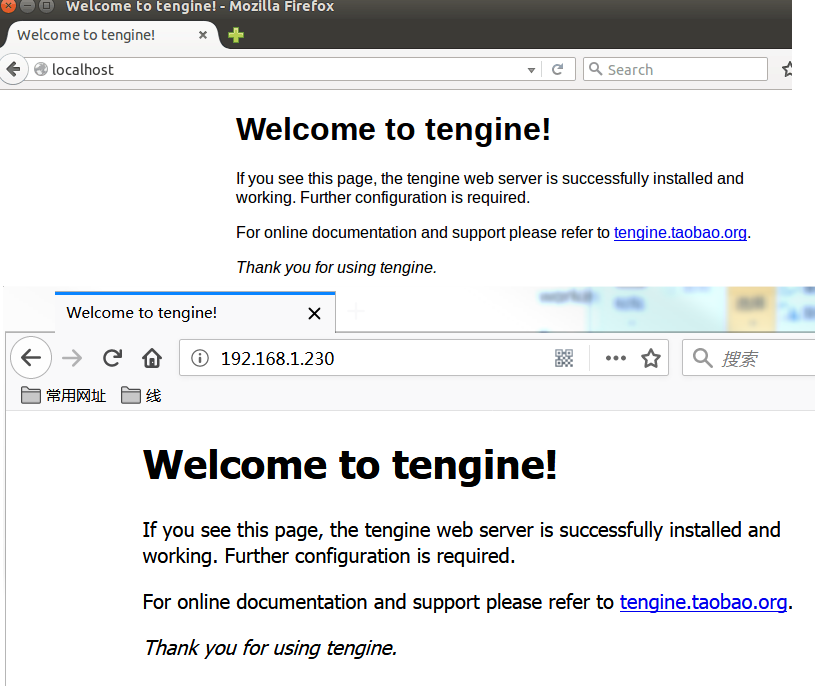 Welcome to tengine! - Mozilla Firefox
Welcome to tengine!
localhost
Search
Welcome to tengine!
If you see this page, the tengine web server is successfully installed and
working. Further configuration is required.
For online documentation and support please refer to tengine.taobao.org.
Thank you for using tengine.
Welcome to tengine!
192.168.1.230
搜索
常用网址 线
Welcome to tengine!
If you see this page, the tengine web server is successfully installed and
working. Further configuration is required.
For online documentation and support please refer to tengine.taobao.org.
Thank you for using tengine.